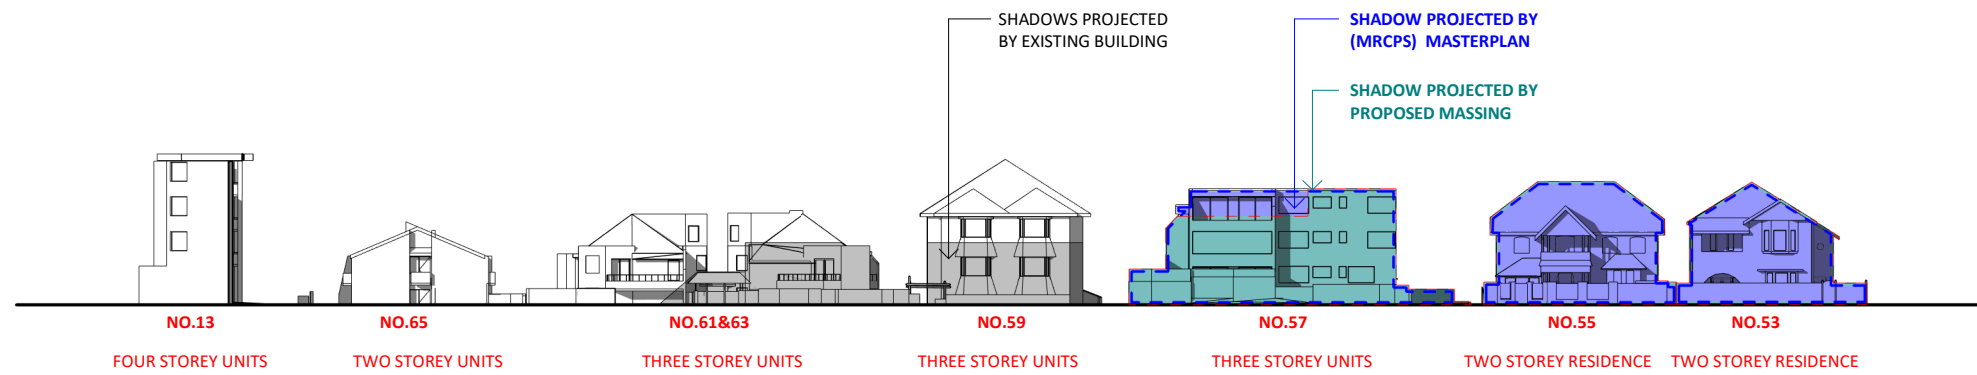 SHADOWS PROJECTED
BY EXISTING BUILDING
SHADOW PROJECTED BY
(MRCPS) MASTERPLAN
SHADOW PROJECTED BY
PROPOSED MASSING
NO.13
NO.65
NO.61&63
NO.59
NO.57
NO.55
NO.53
FOUR STOREY UNITS
TWO STOREY UNITS
THREE STOREY UNITS
THREE STOREY UNITS
THREE STOREY UNITS
TWO STOREY RESIDENCE
TWO STOREY RESIDENCE